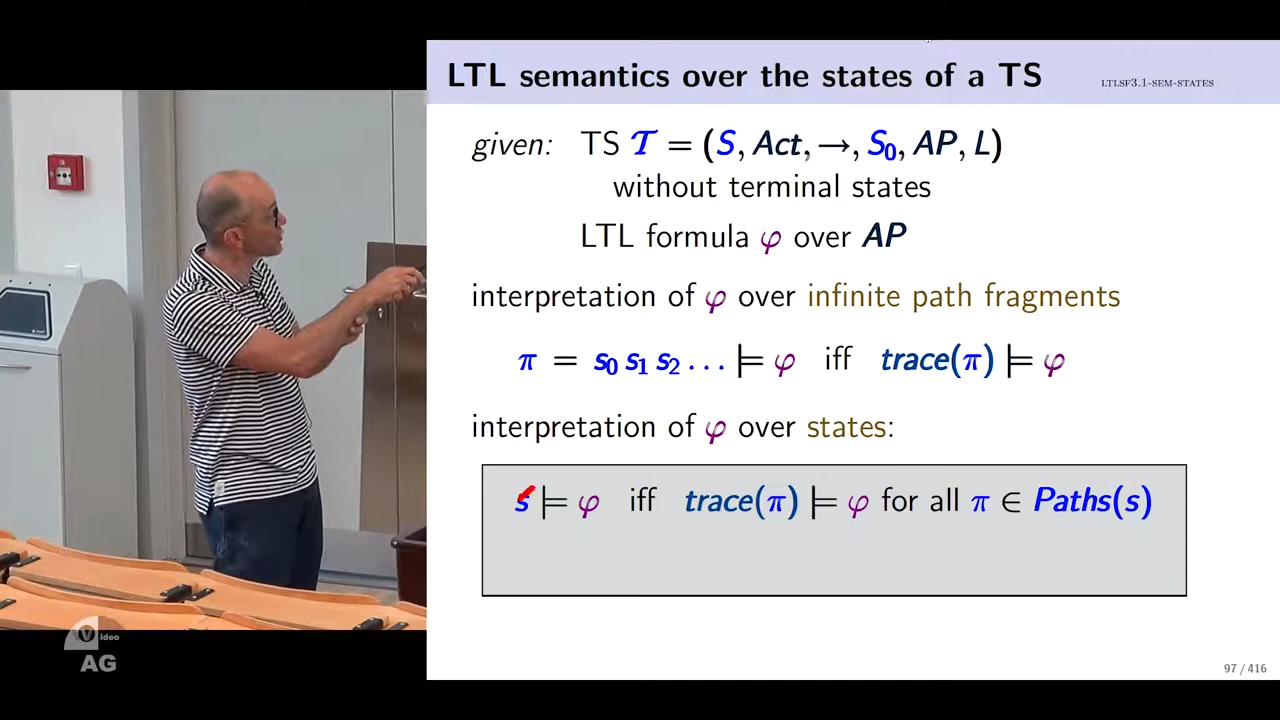 LTL semantics over the states of a TS
LTLSF3.1-SEM-STATES
given: TS 𝒯 = (S, Act, →, S₀, AP, L)
without terminal states
LTL formula φ over AP
interpretation of φ over infinite path fragments
π = s₀ s₁ s₂ ... ⊨ φ iff trace(π) ⊨ φ
interpretation of φ over states:
s ⊨ φ iff trace(π) ⊨ φ for all π ∈ Paths(s)
Video
AG
97 / 416